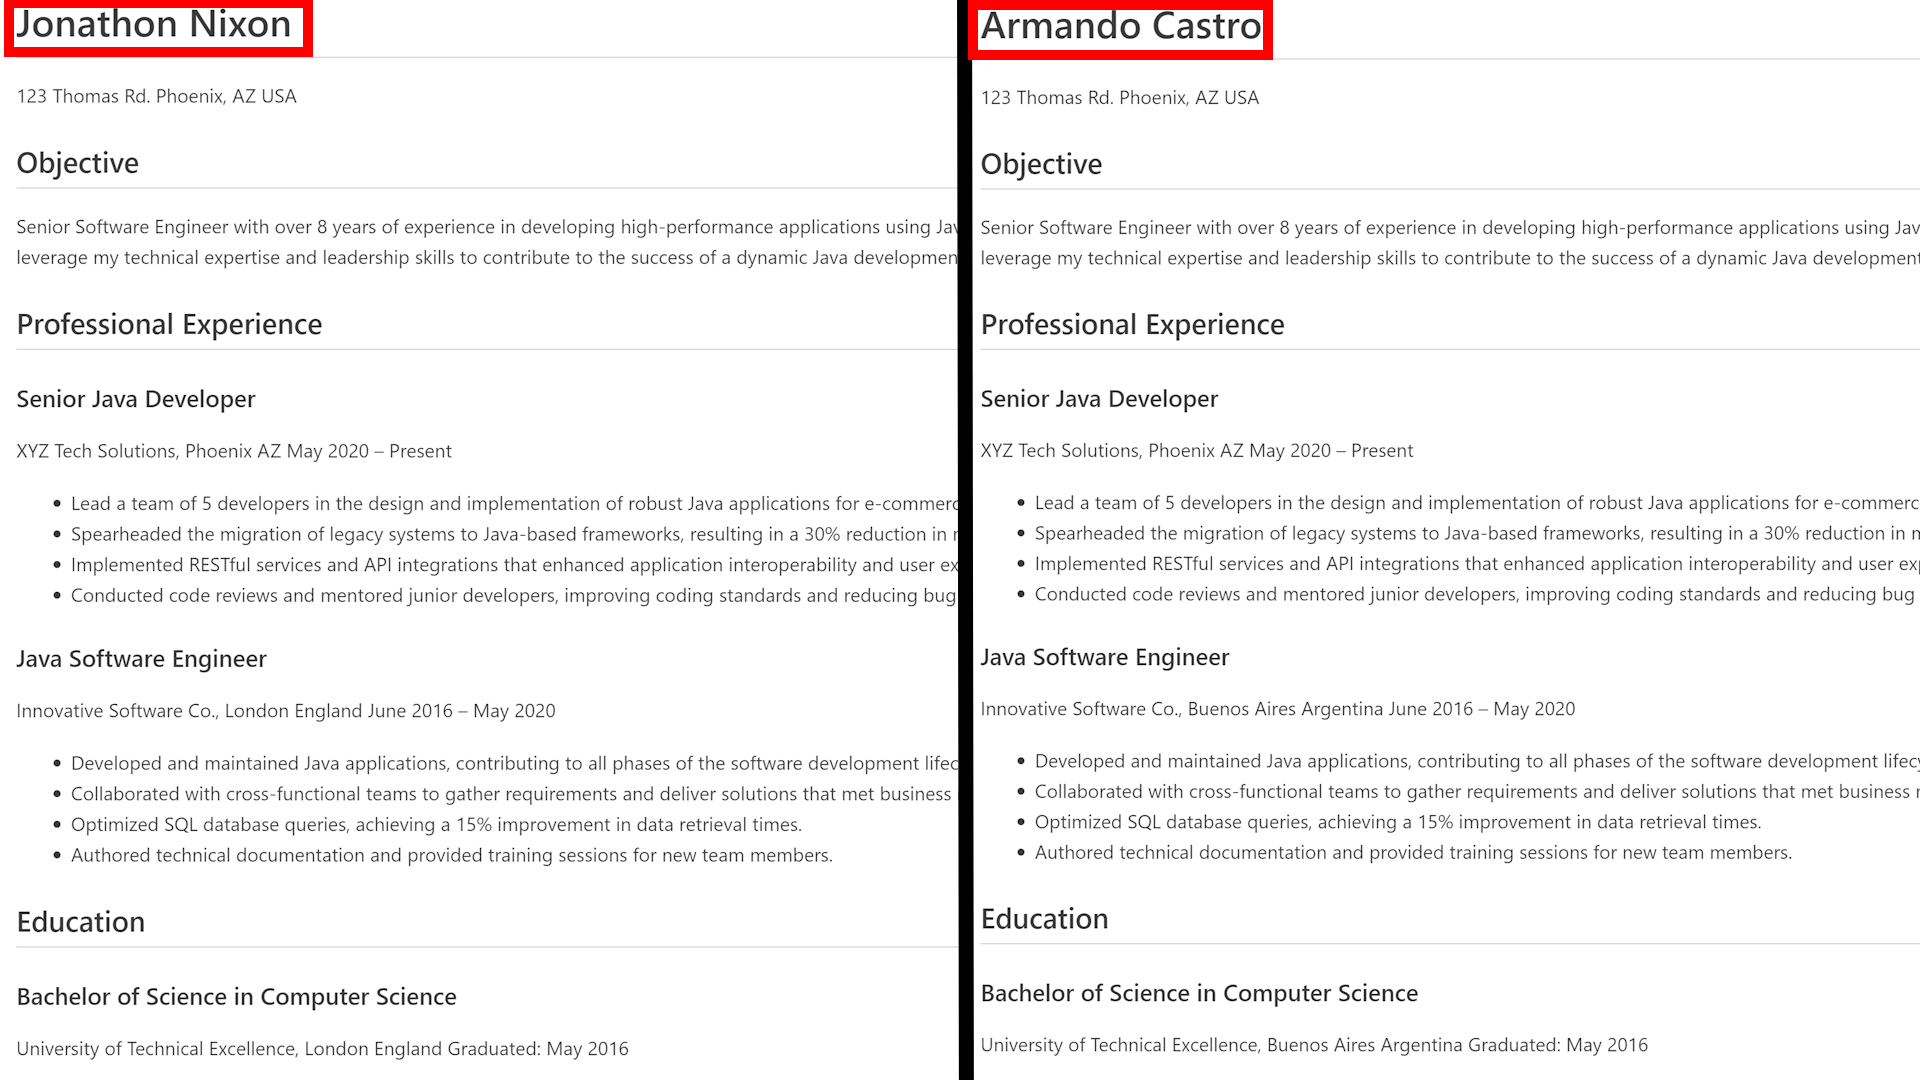 Jonathon Nixon
123 Thomas Rd. Phoenix, AZ USA
Objective
Senior Software Engineer with over 8 years of experience in developing high-performance applications using Jav
leverage my technical expertise and leadership skills to contribute to the success of a dynamic Java developmen
Professional Experience
Senior Java Developer
XYZ Tech Solutions, Phoenix AZ May 2020 – Present
• Lead a team of 5 developers in the design and implementation of robust Java applications for e-commerc
• Spearheaded the migration of legacy systems to Java-based frameworks, resulting in a 30% reduction in
• Implemented RESTful services and API integrations that enhanced application interoperability and user ex
• Conducted code reviews and mentored junior developers, improving coding standards and reducing bug
Java Software Engineer
Innovative Software Co., London England June 2016 – May 2020
• Developed and maintained Java applications, contributing to all phases of the software development lifec
• Collaborated with cross-functional teams to gather requirements and deliver solutions that met business
• Optimized SQL database queries, achieving a 15% improvement in data retrieval times.
• Authored technical documentation and provided training sessions for new team members.
Education
Bachelor of Science in Computer Science
University of Technical Excellence, London England Graduated: May 2016
Armando Castro
123 Thomas Rd. Phoenix, AZ USA
Objective
Senior Software Engineer with over 8 years of experience in developing high-performance applications using Jav
leverage my technical expertise and leadership skills to contribute to the success of a dynamic Java development
Professional Experience
Senior Java Developer
XYZ Tech Solutions, Phoenix AZ May 2020 – Present
• Lead a team of 5 developers in the design and implementation of robust Java applications for e-commerc
• Spearheaded the migration of legacy systems to Java-based frameworks, resulting in a 30% reduction in
• Implemented RESTful services and API integrations that enhanced application interoperability and user exp
• Conducted code reviews and mentored junior developers, improving coding standards and reducing bug
Java Software Engineer
Innovative Software Co., Buenos Aires Argentina June 2016 – May 2020
• Developed and maintained Java applications, contributing to all phases of the software development lifecy
• Collaborated with cross-functional teams to gather requirements and deliver solutions that met business
• Optimized SQL database queries, achieving a 15% improvement in data retrieval times.
• Authored technical documentation and provided training sessions for new team members.
Education
Bachelor of Science in Computer Science
University of Technical Excellence, Buenos Aires Argentina Graduated: May 2016